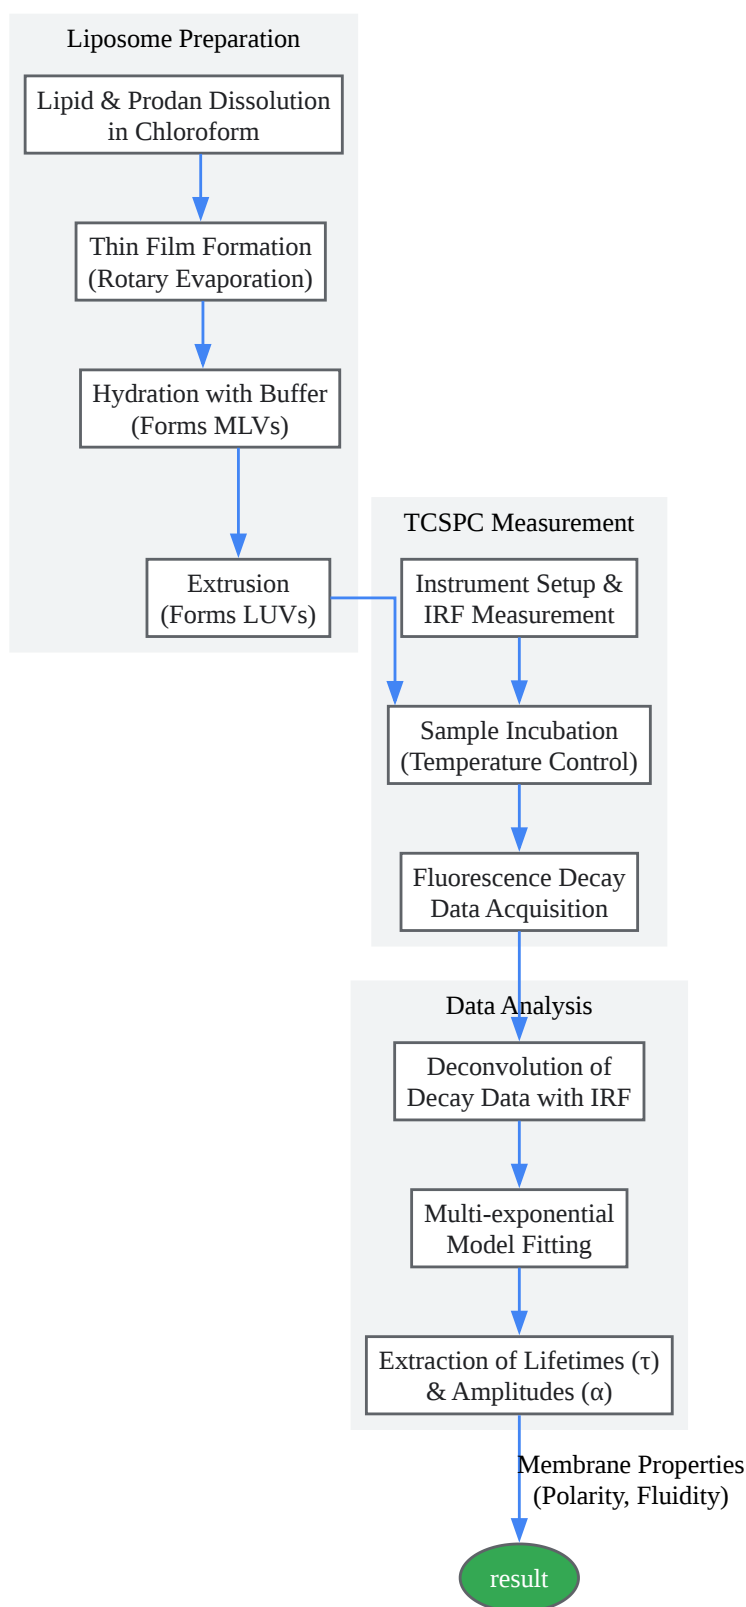 Liposome Preparation
Lipid & Prodan Dissolution
in Chloroform
Thin Film Formation
(Rotary Evaporation)
Hydration with Buffer
(Forms MLVs)
Extrusion
(Forms LUVs)
TCSPC Measurement
Instrument Setup &
IRF Measurement
Sample Incubation
(Temperature Control)
Fluorescence Decay
Data Acquisition
Data Analysis
Deconvolution of
Decay Data with IRF
Multi-exponential
Model Fitting
Extraction of Lifetimes (τ)
& Amplitudes (α)
Membrane Properties
(Polarity, Fluidity)
result